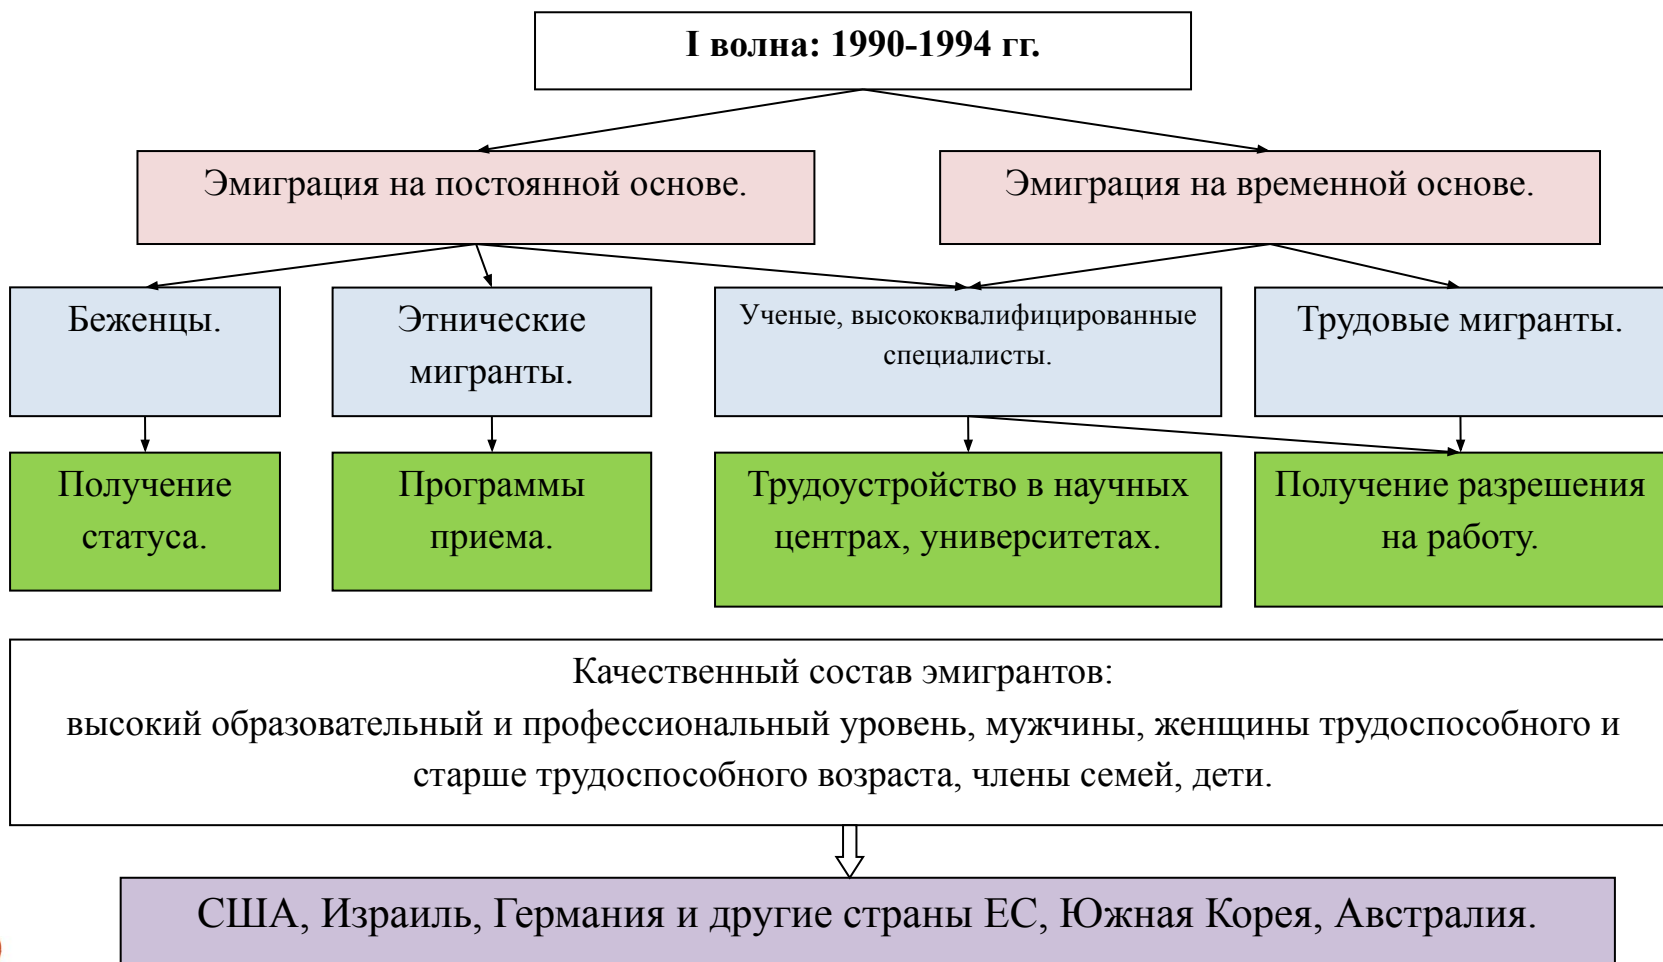 I волна: 1990-1994 гг.
Эмиграция на постоянной основе.
Эмиграция на временной основе.
Беженцы.
Этнические
мигранты.
Ученые, высококвалифицированные
специалисты.
Трудовые мигранты.
Получение
статуса.
Программы
приема.
Трудоустройство в научных
центрах, университетах.
Получение разрешения
на работу.
Качественный состав эмигрантов:
высокий образовательный и профессиональный уровень, мужчины, женщины трудоспособного и
старше трудоспособного возраста, члены семей, дети.
США, Израиль, Германия и другие страны ЕС, Южная Корея, Австралия.